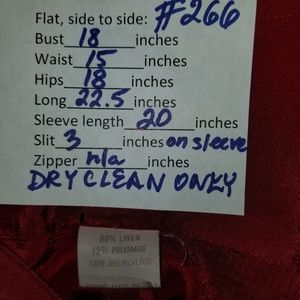 Flat, side to side: #266
Bust 18 inches
Waist 15 inches
Hips 18 inches
Long 22.5 inches
Sleeve length 20 inches
Slit 3 inches on sleeve
Zipper n/a inches
DRY CLEAN ONLY
88% LINEN
12% POLYAMIDE
CARE SEE REVERSE
MADE IN